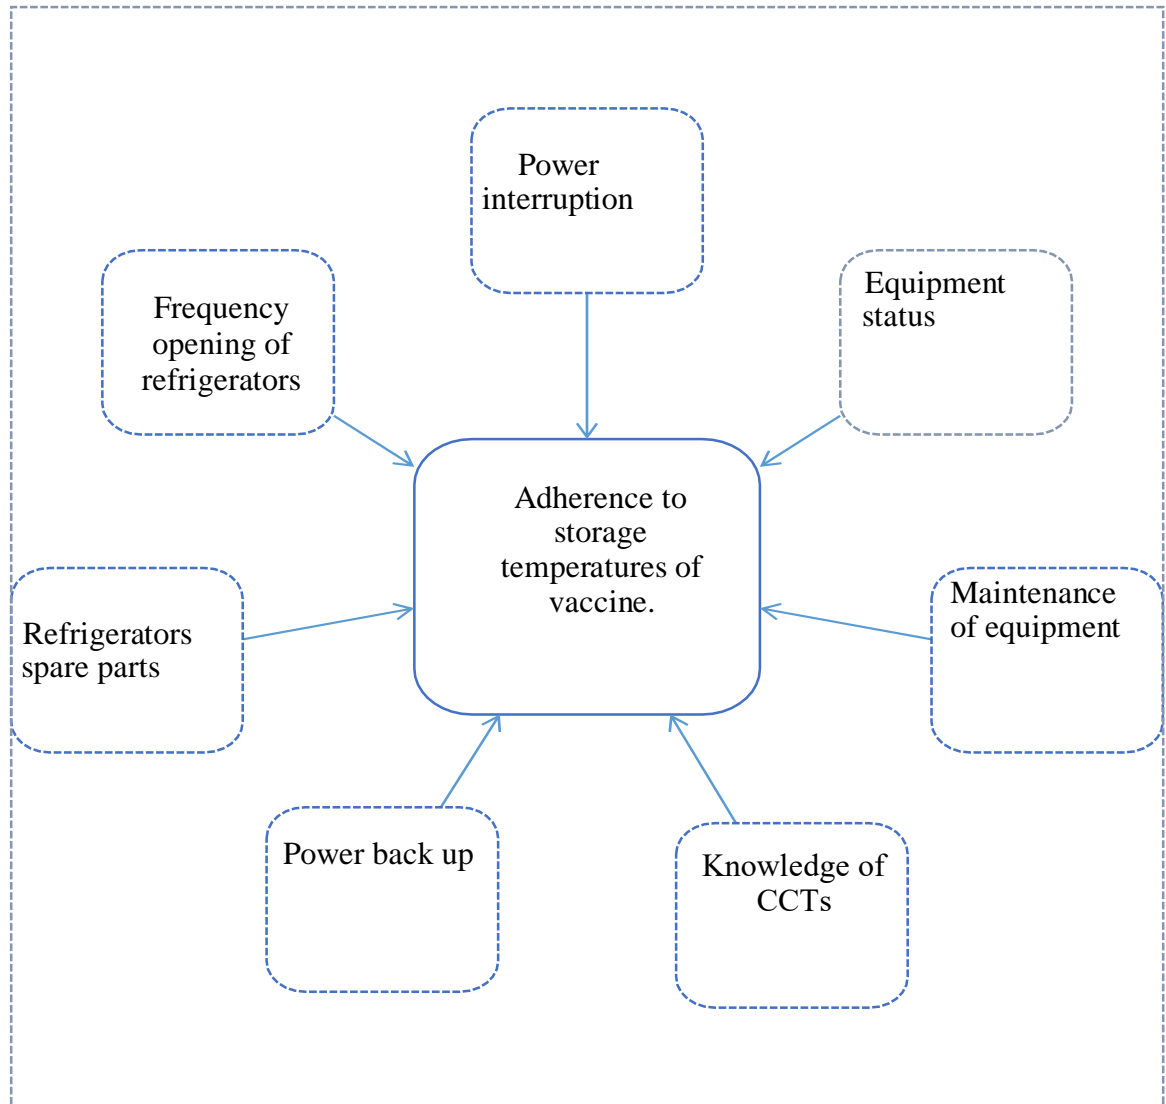 Power
interruption
Equipment
status
Frequency
opening of
refrigerators
Adherence to
storage
temperatures of
vaccine.
Maintenance
of equipment
Refrigerators
spare parts
Power back up
Knowledge of
CCTs